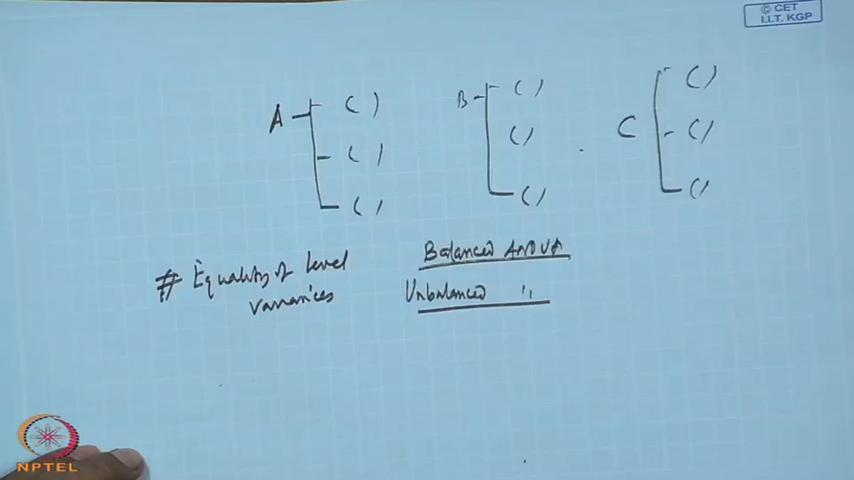 © CET
I.I.T. KGP
A ( ) B ( ) C ( )
( ) ( ) ( )
( ) ( ) ( )
# Equality of level Balanced ANOVA
variances Unbalanced "
NPTEL